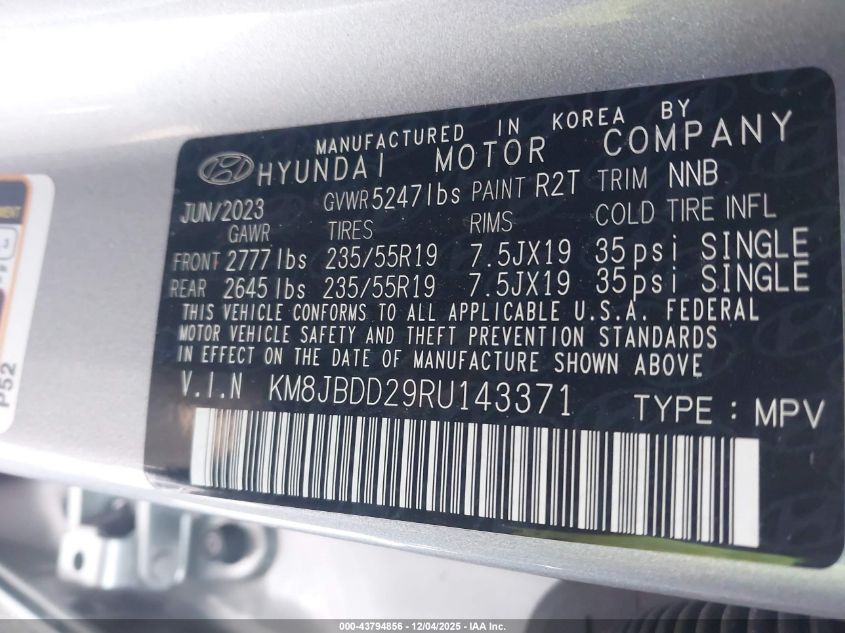 MANUFACTURED IN KOREA BY
HYUNDAI MOTOR COMPANY
JUN/2023 GVWR 5247lbs PAINT R2T TRIM NNB
GAWR TIRES RIMS COLD TIRE INFL
FRONT 2777lbs 235/55R19 7.5JX19 35psi SINGLE
REAR 2645lbs 235/55R19 7.5JX19 35psi SINGLE
THIS VEHICLE CONFORMS TO ALL APPLICABLE U.S.A. FEDERAL
MOTOR VEHICLE SAFETY AND THEFT PREVENTION STANDARDS
IN EFFECT ON THE DATE OF MANUFACTURE SHOWN ABOVE
V.I.N KM8JBDD29RU143371 TYPE : MPV
P52
000-43794856 - 12/04/2025 - IAA Inc.